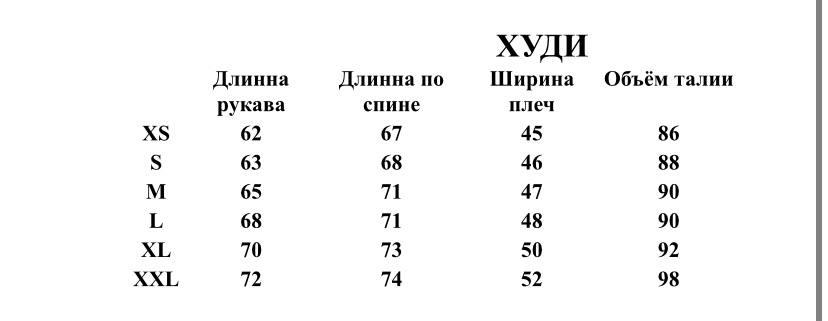 ХУДИ
Длинна рукава Длинна по спине Ширина плеч Объём талии
XS 62 67 45 86
S 63 68 46 88
M 65 71 47 90
L 68 71 48 90
XL 70 73 50 92
XXL 72 74 52 98